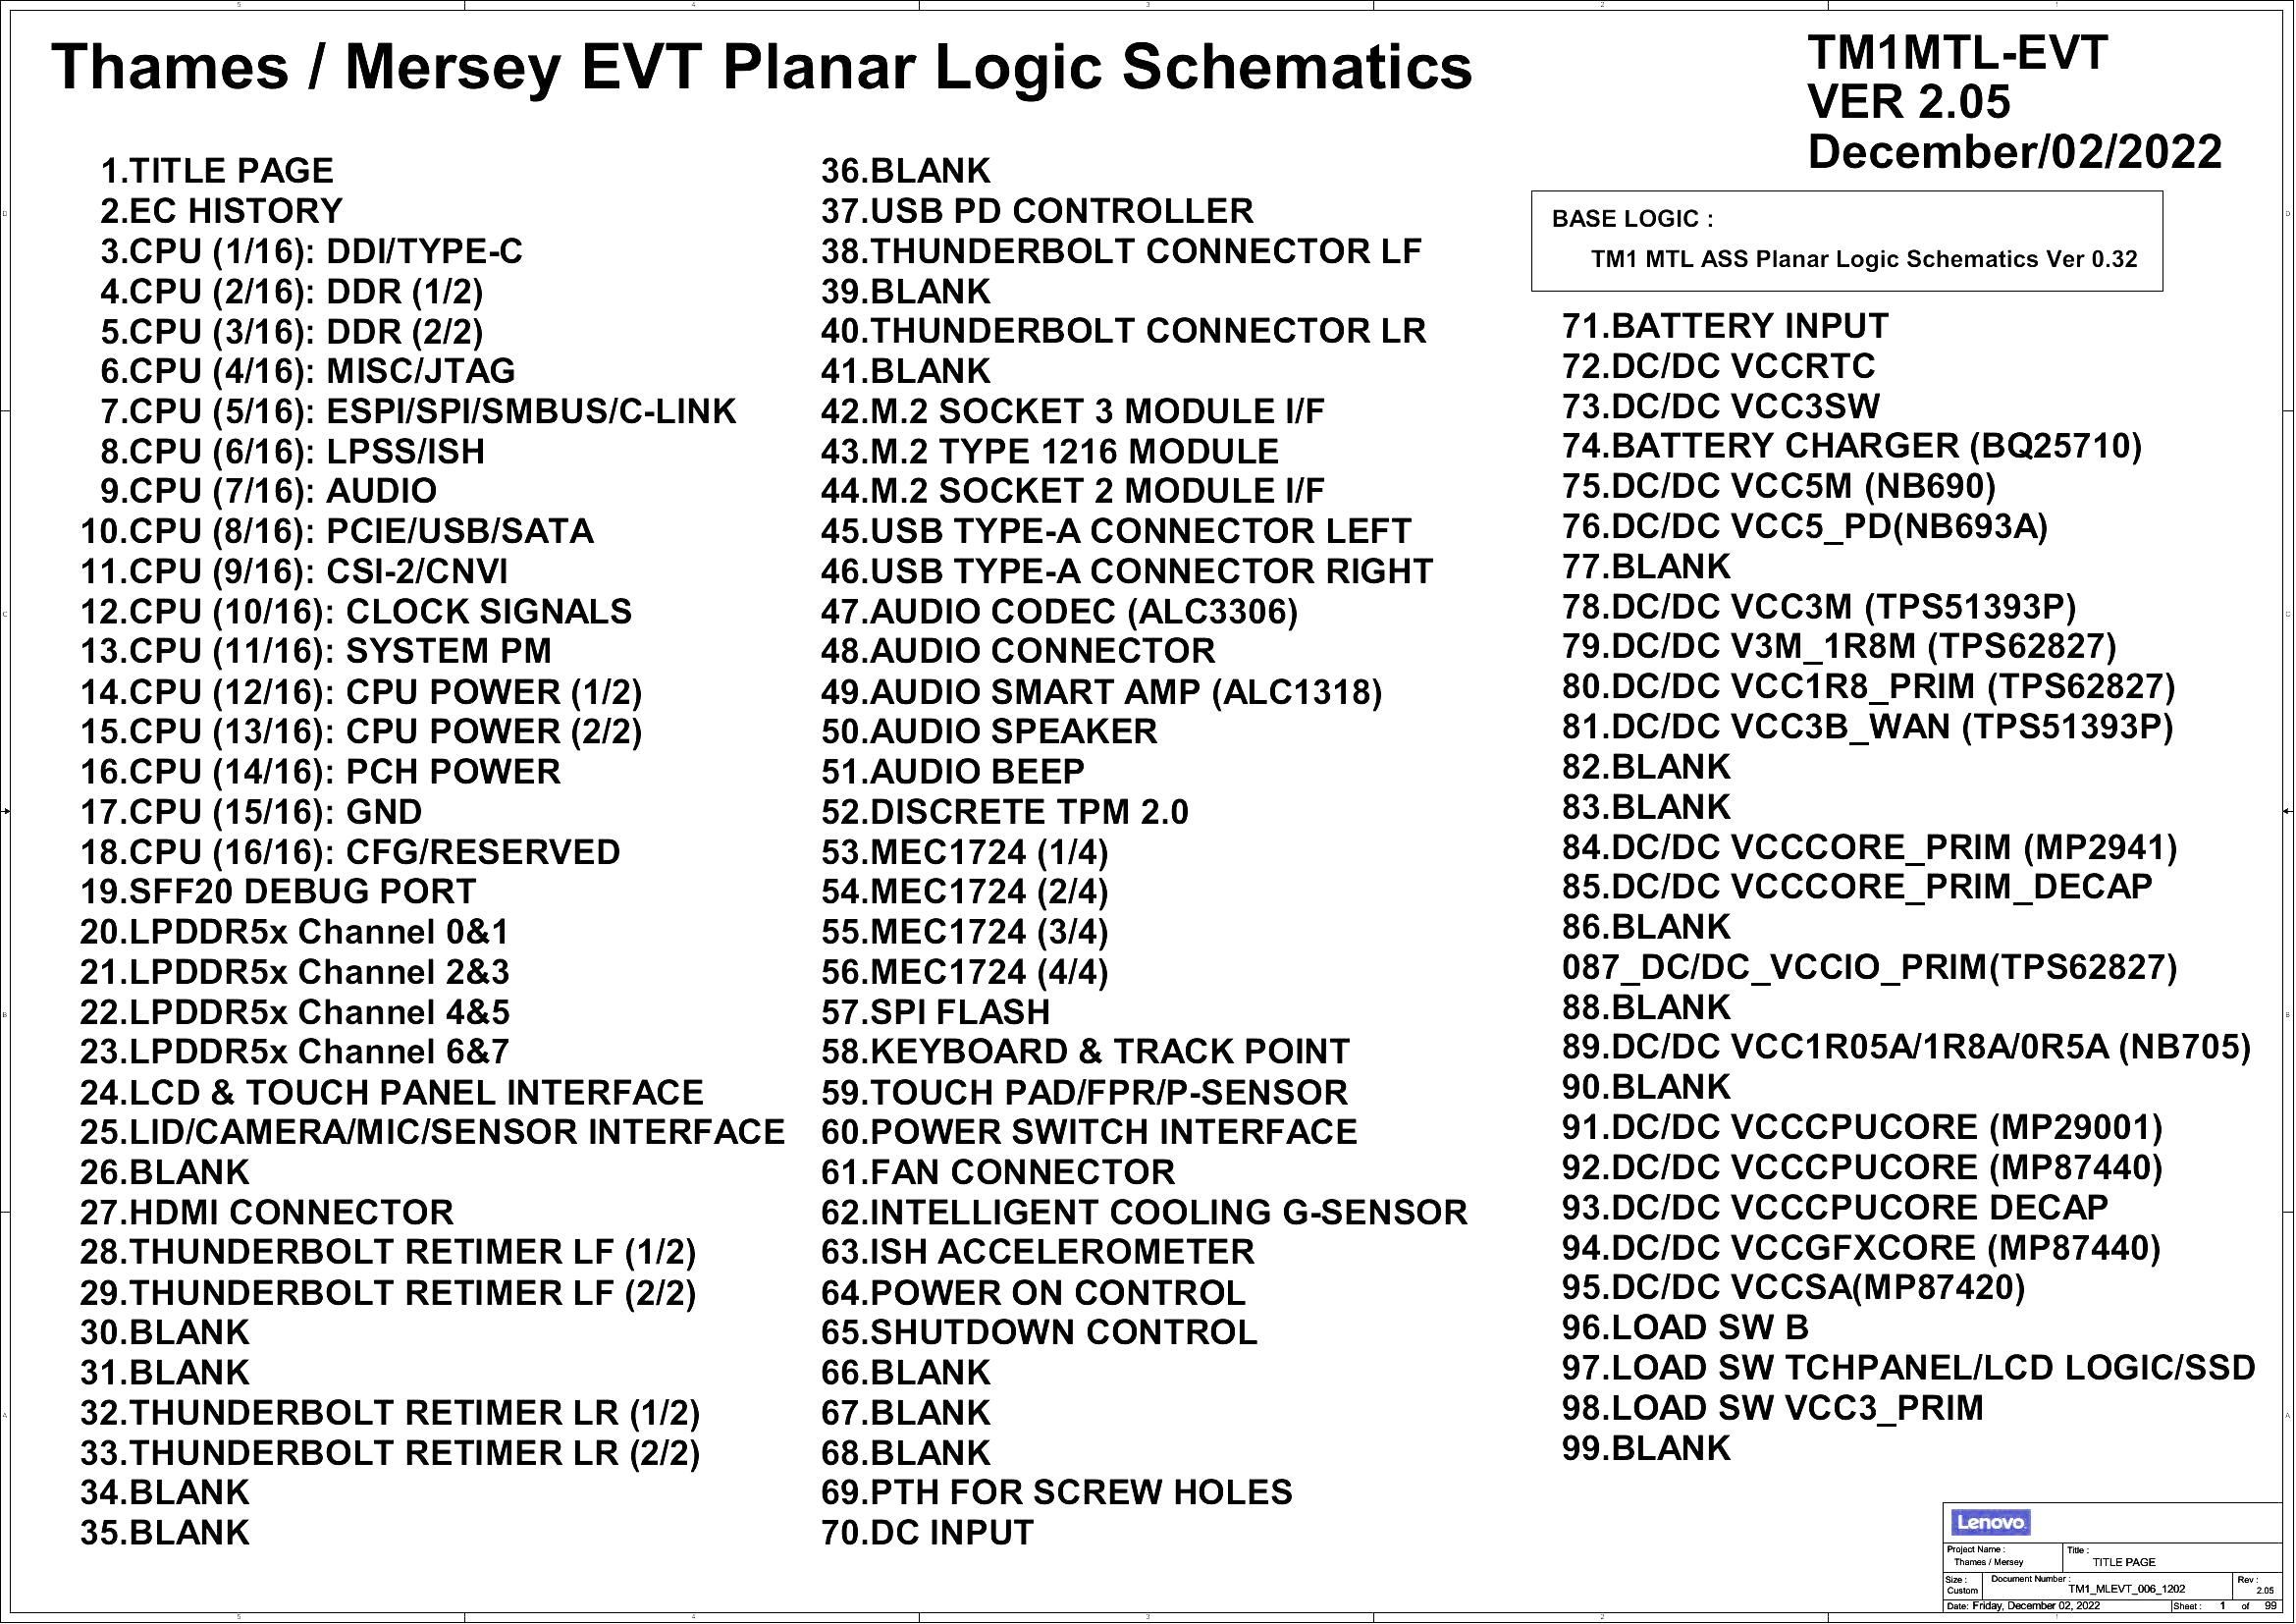 Thames / Mersey EVT Planar Logic Schematics
TM1MTL-EVT
VER 2.05
December/02/2022
1.TITLE PAGE
2.EC HISTORY
3.CPU (1/16): DDI/TYPE-C
4.CPU (2/16): DDR (1/2)
5.CPU (3/16): DDR (2/2)
6.CPU (4/16): MISC/JTAG
7.CPU (5/16): ESPI/SPI/SMBUS/C-LINK
8.CPU (6/16): LPSS/ISH
9.CPU (7/16): AUDIO
10.CPU (8/16): PCIE/USB/SATA
11.CPU (9/16): CSI-2/CNVI
12.CPU (10/16): CLOCK SIGNALS
13.CPU (11/16): SYSTEM PM
14.CPU (12/16): CPU POWER (1/2)
15.CPU (13/16): CPU POWER (2/2)
16.CPU (14/16): PCH POWER
17.CPU (15/16): GND
18.CPU (16/16): CFG/RESERVED
19.SFF20 DEBUG PORT
20.LPDDR5x Channel 0&1
21.LPDDR5x Channel 2&3
22.LPDDR5x Channel 4&5
23.LPDDR5x Channel 6&7
24.LCD & TOUCH PANEL INTERFACE
25.LID/CAMERA/MIC/SENSOR INTERFACE
26.BLANK
27.HDMI CONNECTOR
28.THUNDERBOLT RETIMER LF (1/2)
29.THUNDERBOLT RETIMER LF (2/2)
30.BLANK
31.BLANK
32.THUNDERBOLT RETIMER LR (1/2)
33.THUNDERBOLT RETIMER LR (2/2)
34.BLANK
35.BLANK
36.BLANK
37.USB PD CONTROLLER
38.THUNDERBOLT CONNECTOR LF
39.BLANK
40.THUNDERBOLT CONNECTOR LR
41.BLANK
42.M.2 SOCKET 3 MODULE I/F
43.M.2 TYPE 1216 MODULE
44.M.2 SOCKET 2 MODULE I/F
45.USB TYPE-A CONNECTOR LEFT
46.USB TYPE-A CONNECTOR RIGHT
47.AUDIO CODEC (ALC3306)
48.AUDIO CONNECTOR
49.AUDIO SMART AMP (ALC1318)
50.AUDIO SPEAKER
51.AUDIO BEEP
52.DISCRETE TPM 2.0
53.MEC1724 (1/4)
54.MEC1724 (2/4)
55.MEC1724 (3/4)
56.MEC1724 (4/4)
57.SPI FLASH
58.KEYBOARD & TRACK POINT
59.TOUCH PAD/FPR/P-SENSOR
60.POWER SWITCH INTERFACE
61.FAN CONNECTOR
62.INTELLIGENT COOLING G-SENSOR
63.ISH ACCELEROMETER
64.POWER ON CONTROL
65.SHUTDOWN CONTROL
66.BLANK
67.BLANK
68.BLANK
69.PTH FOR SCREW HOLES
70.DC INPUT
BASE LOGIC :
TM1 MTL ASS Planar Logic Schematics Ver 0.32
71.BATTERY INPUT
72.DC/DC VCCRTC
73.DC/DC VCC3SW
74.BATTERY CHARGER (BQ25710)
75.DC/DC VCC5M (NB690)
76.DC/DC VCC5_PD(NB693A)
77.BLANK
78.DC/DC VCC3M (TPS51393P)
79.DC/DC V3M_1R8M (TPS62827)
80.DC/DC VCC1R8_PRIM (TPS62827)
81.DC/DC VCC3B_WAN (TPS51393P)
82.BLANK
83.BLANK
84.DC/DC VCCCORE_PRIM (MP2941)
85.DC/DC VCCCORE_PRIM_DECAP
86.BLANK
087_DC/DC_VCCIO_PRIM(TPS62827)
88.BLANK
89.DC/DC VCC1R05A/1R8A/0R5A (NB705)
90.BLANK
91.DC/DC VCCCPUCORE (MP29001)
92.DC/DC VCCCPUCORE (MP87440)
93.DC/DC VCCCPUCORE DECAP
94.DC/DC VCCGFXCORE (MP87440)
95.DC/DC VCCSA(MP87420)
96.LOAD SW B
97.LOAD SW TCHPANEL/LCD LOGIC/SSD
98.LOAD SW VCC3_PRIM
99.BLANK
Lenovo
Project Name : Title :
Thames / Mersey TITLE PAGE
Size : Document Number : Rev :
Custom TM1_MLEVT_006_1202 2.05
Date: Friday, December 02, 2022 Sheet : 1 of 99